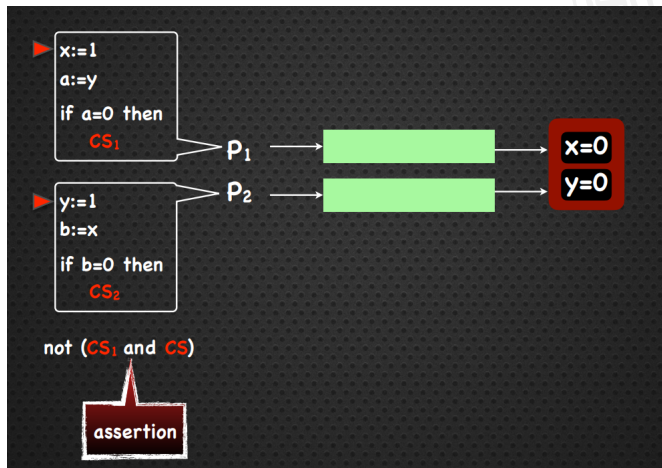 x:=1
a:=y
if a=0 then
CS₁
P₁
x=0
y=0
P₂
y:=1
b:=x
if b=0 then
CS₂
not (CS₁ and CS)
assertion